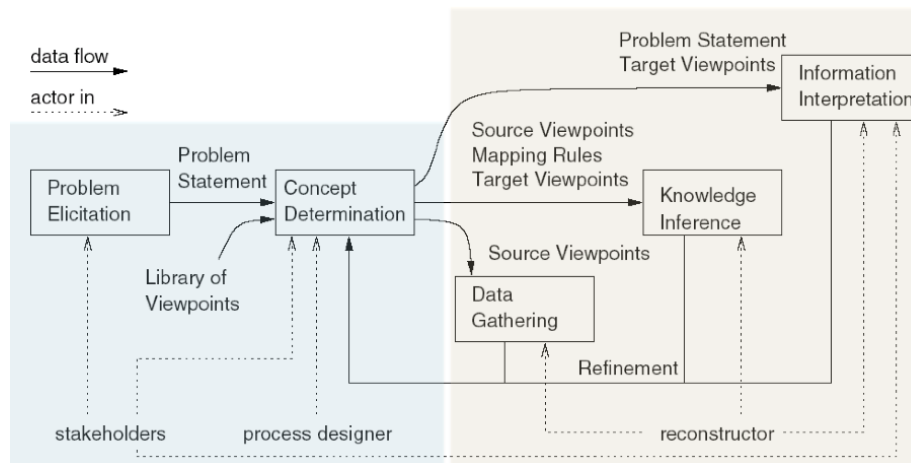 data flow
actor in
Problem Statement
Target Viewpoints
Information
Interpretation
Problem
Statement
Source Viewpoints
Mapping Rules
Target Viewpoints
Problem
Elicitation
Concept
Determination
Knowledge
Inference
Library of
Viewpoints
Source Viewpoints
Data
Gathering
Refinement
stakeholders
process designer
reconstructor